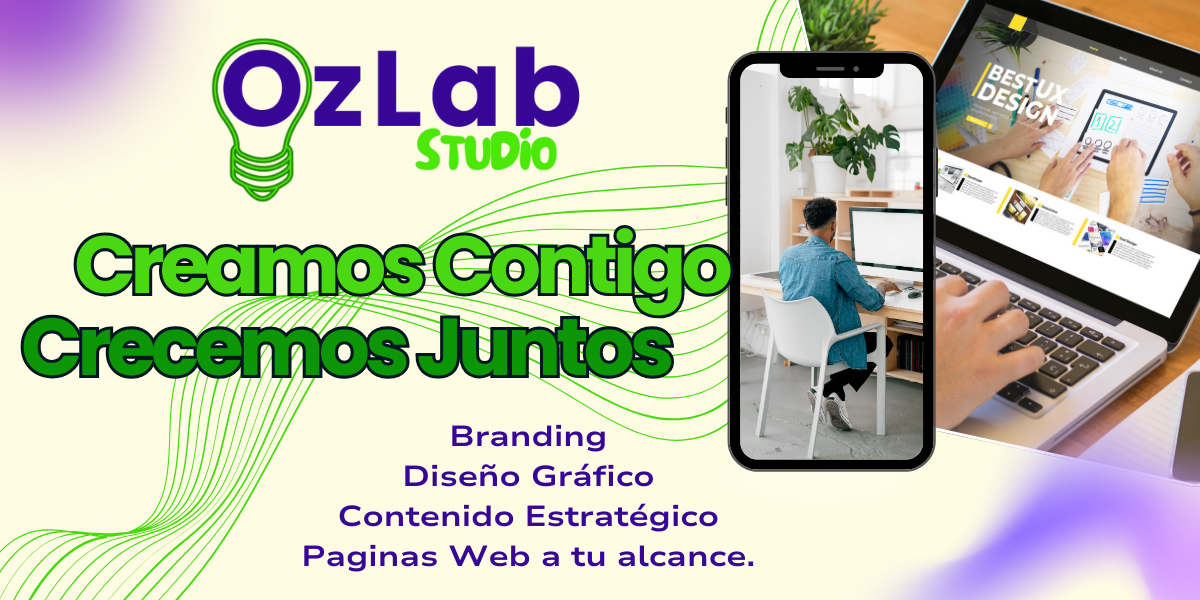 OzLab
STUDiO
Creamos Contigo
Crecemos Juntos
Branding
Diseño Gráfico
Contenido Estratégico
Paginas Web a tu alcance.
BESTUX
DESIGN